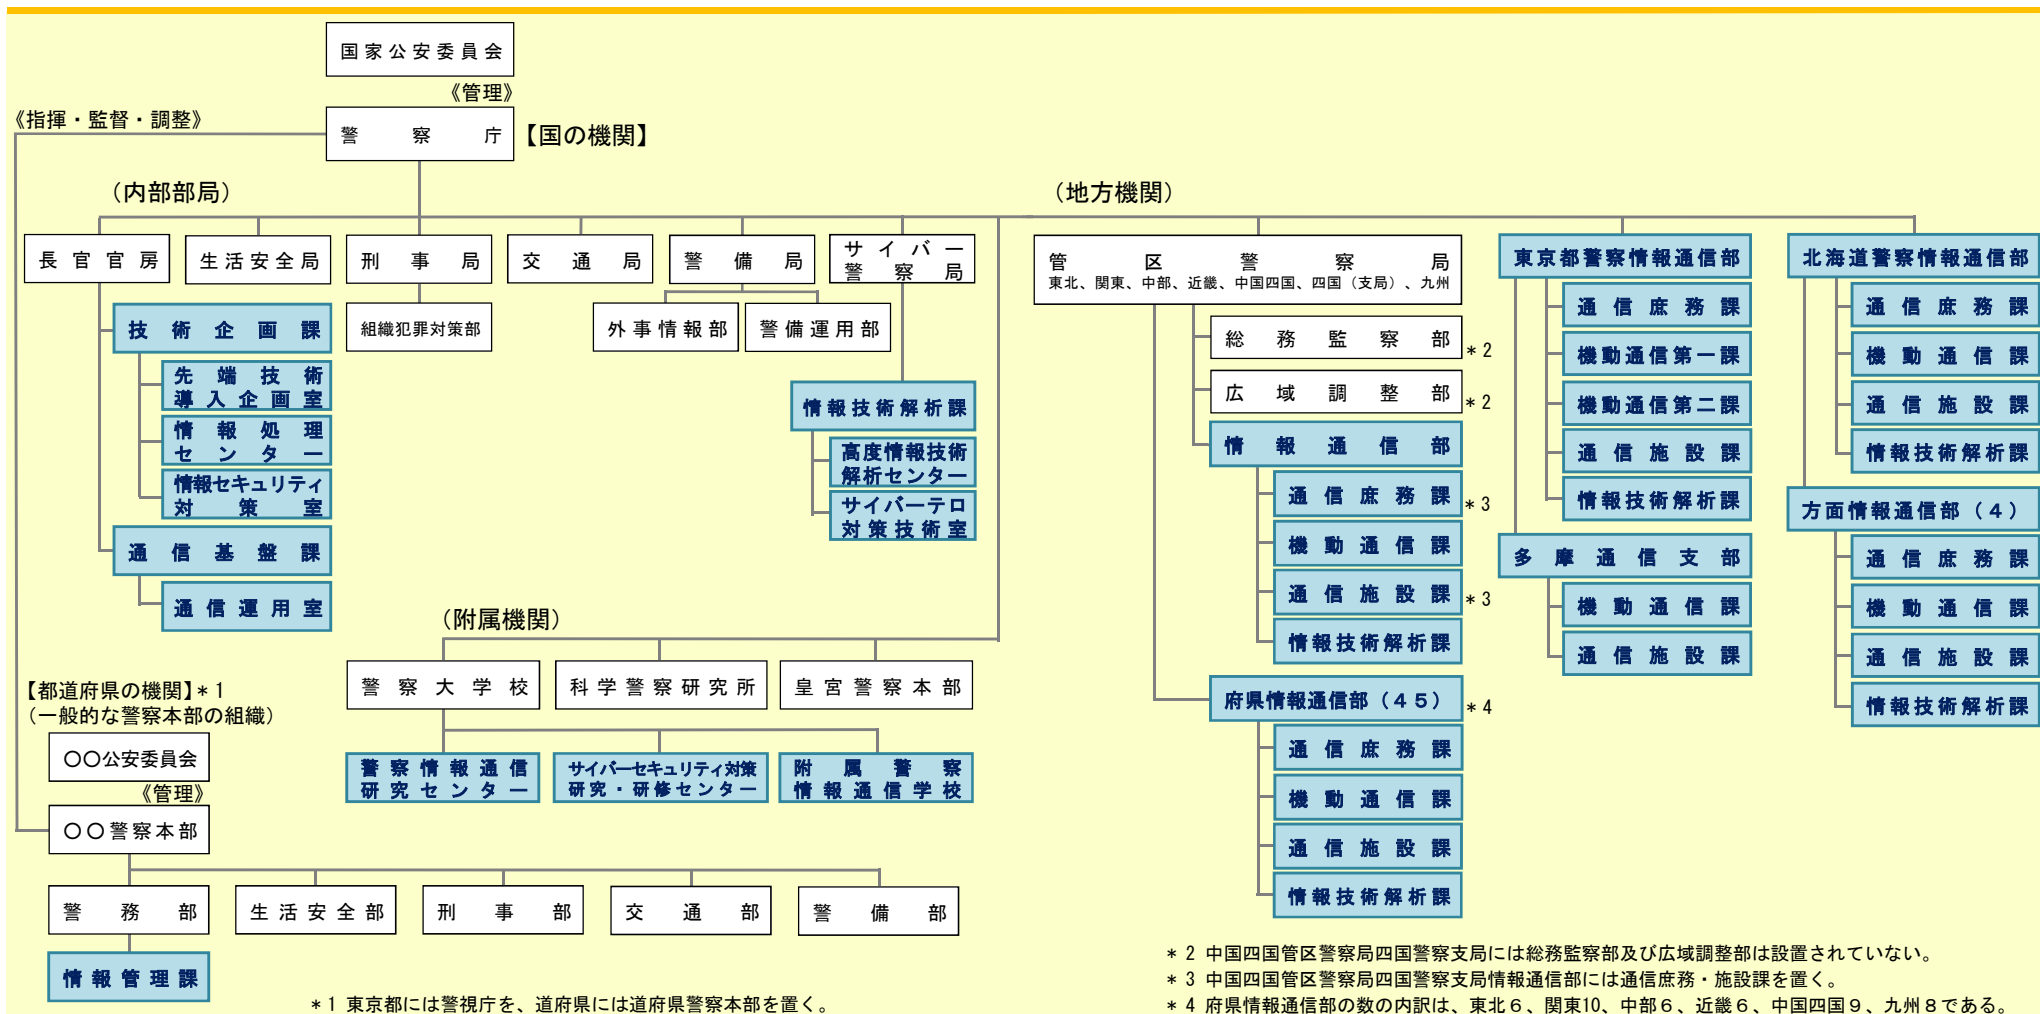 国家公安委員会
《管理》
《指揮・監督・調整》
警察庁
【国の機関】
（内部部局）
（地方機関）
長官官房
生活安全局
刑事局
交通局
警備局
サイバー
警察局
技術企画課
先端技術
導入企画室
情報処理
センター
情報セキュリティ
対策室
通信基盤課
通信運用室
組織犯罪対策部
外事情報部
警備運用部
情報技術解析課
高度情報技術
解析センター
サイバーテロ
対策技術室
管区警察局
東北、関東、中部、近畿、中国四国、四国（支局）、九州
総務監察部
＊2
広域調整部
＊2
情報通信部
通信庶務課
＊3
機動通信課
通信施設課
＊3
情報技術解析課
府県情報通信部（４５）
＊4
通信庶務課
機動通信課
通信施設課
情報技術解析課
東京都警察情報通信部
通信庶務課
機動通信第一課
機動通信第二課
通信施設課
情報技術解析課
多摩通信支部
機動通信課
通信施設課
北海道警察情報通信部
通信庶務課
機動通信課
通信施設課
情報技術解析課
方面情報通信部（４）
通信庶務課
機動通信課
通信施設課
情報技術解析課
（附属機関）
警察大学校
科学警察研究所
皇宮警察本部
警察情報通信
研究センター
サイバーセキュリティ対策
研究・研修センター
附属警察
情報通信学校
【都道府県の機関】＊1
（一般的な警察本部の組織）
〇〇公安委員会
《管理》
〇〇警察本部
警務部
生活安全部
刑事部
交通部
警備部
情報管理課
＊1 東京都には警視庁を、道府県には道府県警察本部を置く。
＊2 中国四国管区警察局四国警察支局には総務監察部及び広域調整部は設置されていない。
＊3 中国四国管区警察局四国警察支局情報通信部には通信庶務・施設課を置く。
＊4 府県情報通信部の数の内訳は、東北６、関東10、中部６、近畿６、中国四国９、九州８である。